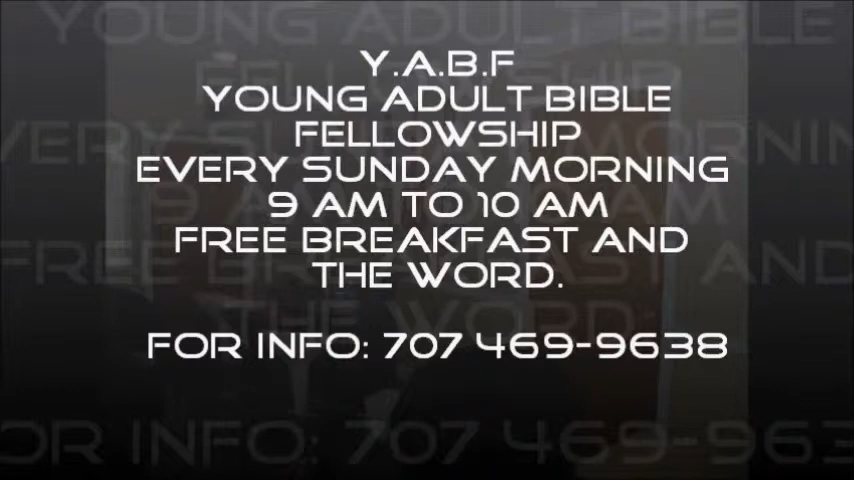 Y.A.B.F
YOUNG ADULT BIBLE
FELLOWSHIP
EVERY SUNDAY MORNING
9 AM TO 10 AM
FREE BREAKFAST AND
THE WORD.
FOR INFO: 707 469-9638